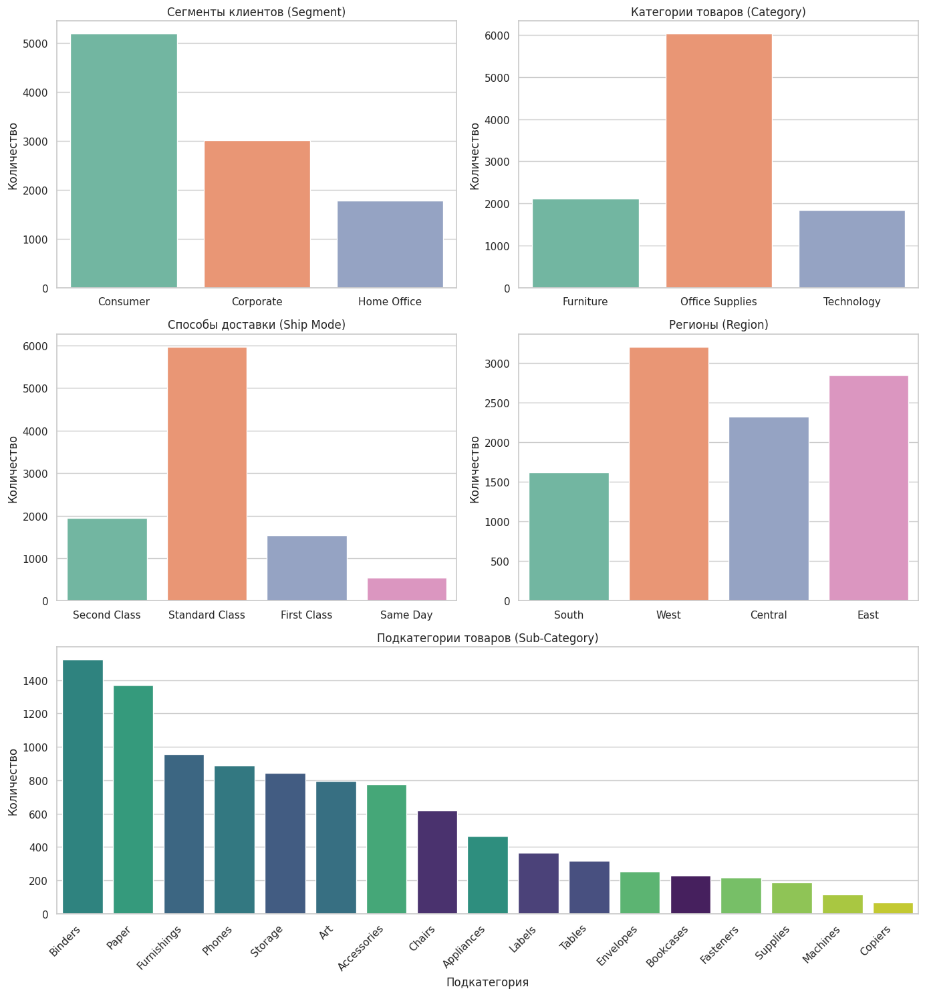 Сегменты клиентов (Segment)
Количество
5000
4000
3000
2000
1000
0
Consumer Corporate Home Office
Категории товаров (Category)
Количество
6000
5000
4000
3000
2000
1000
0
Furniture Office Supplies Technology
Способы доставки (Ship Mode)
Количество
6000
5000
4000
3000
2000
1000
0
Second Class Standard Class First Class Same Day
Регионы (Region)
Количество
3000
2500
2000
1500
1000
500
0
South West Central East
Подкатегории товаров (Sub-Category)
Количество
1400
1200
1000
800
600
400
200
0
Binders
Paper
Furnishings
Phones
Storage
Art
Accessories
Chairs
Appliances
Labels
Tables
Envelopes
Bookcases
Fasteners
Supplies
Machines
Copiers
Подкатегория